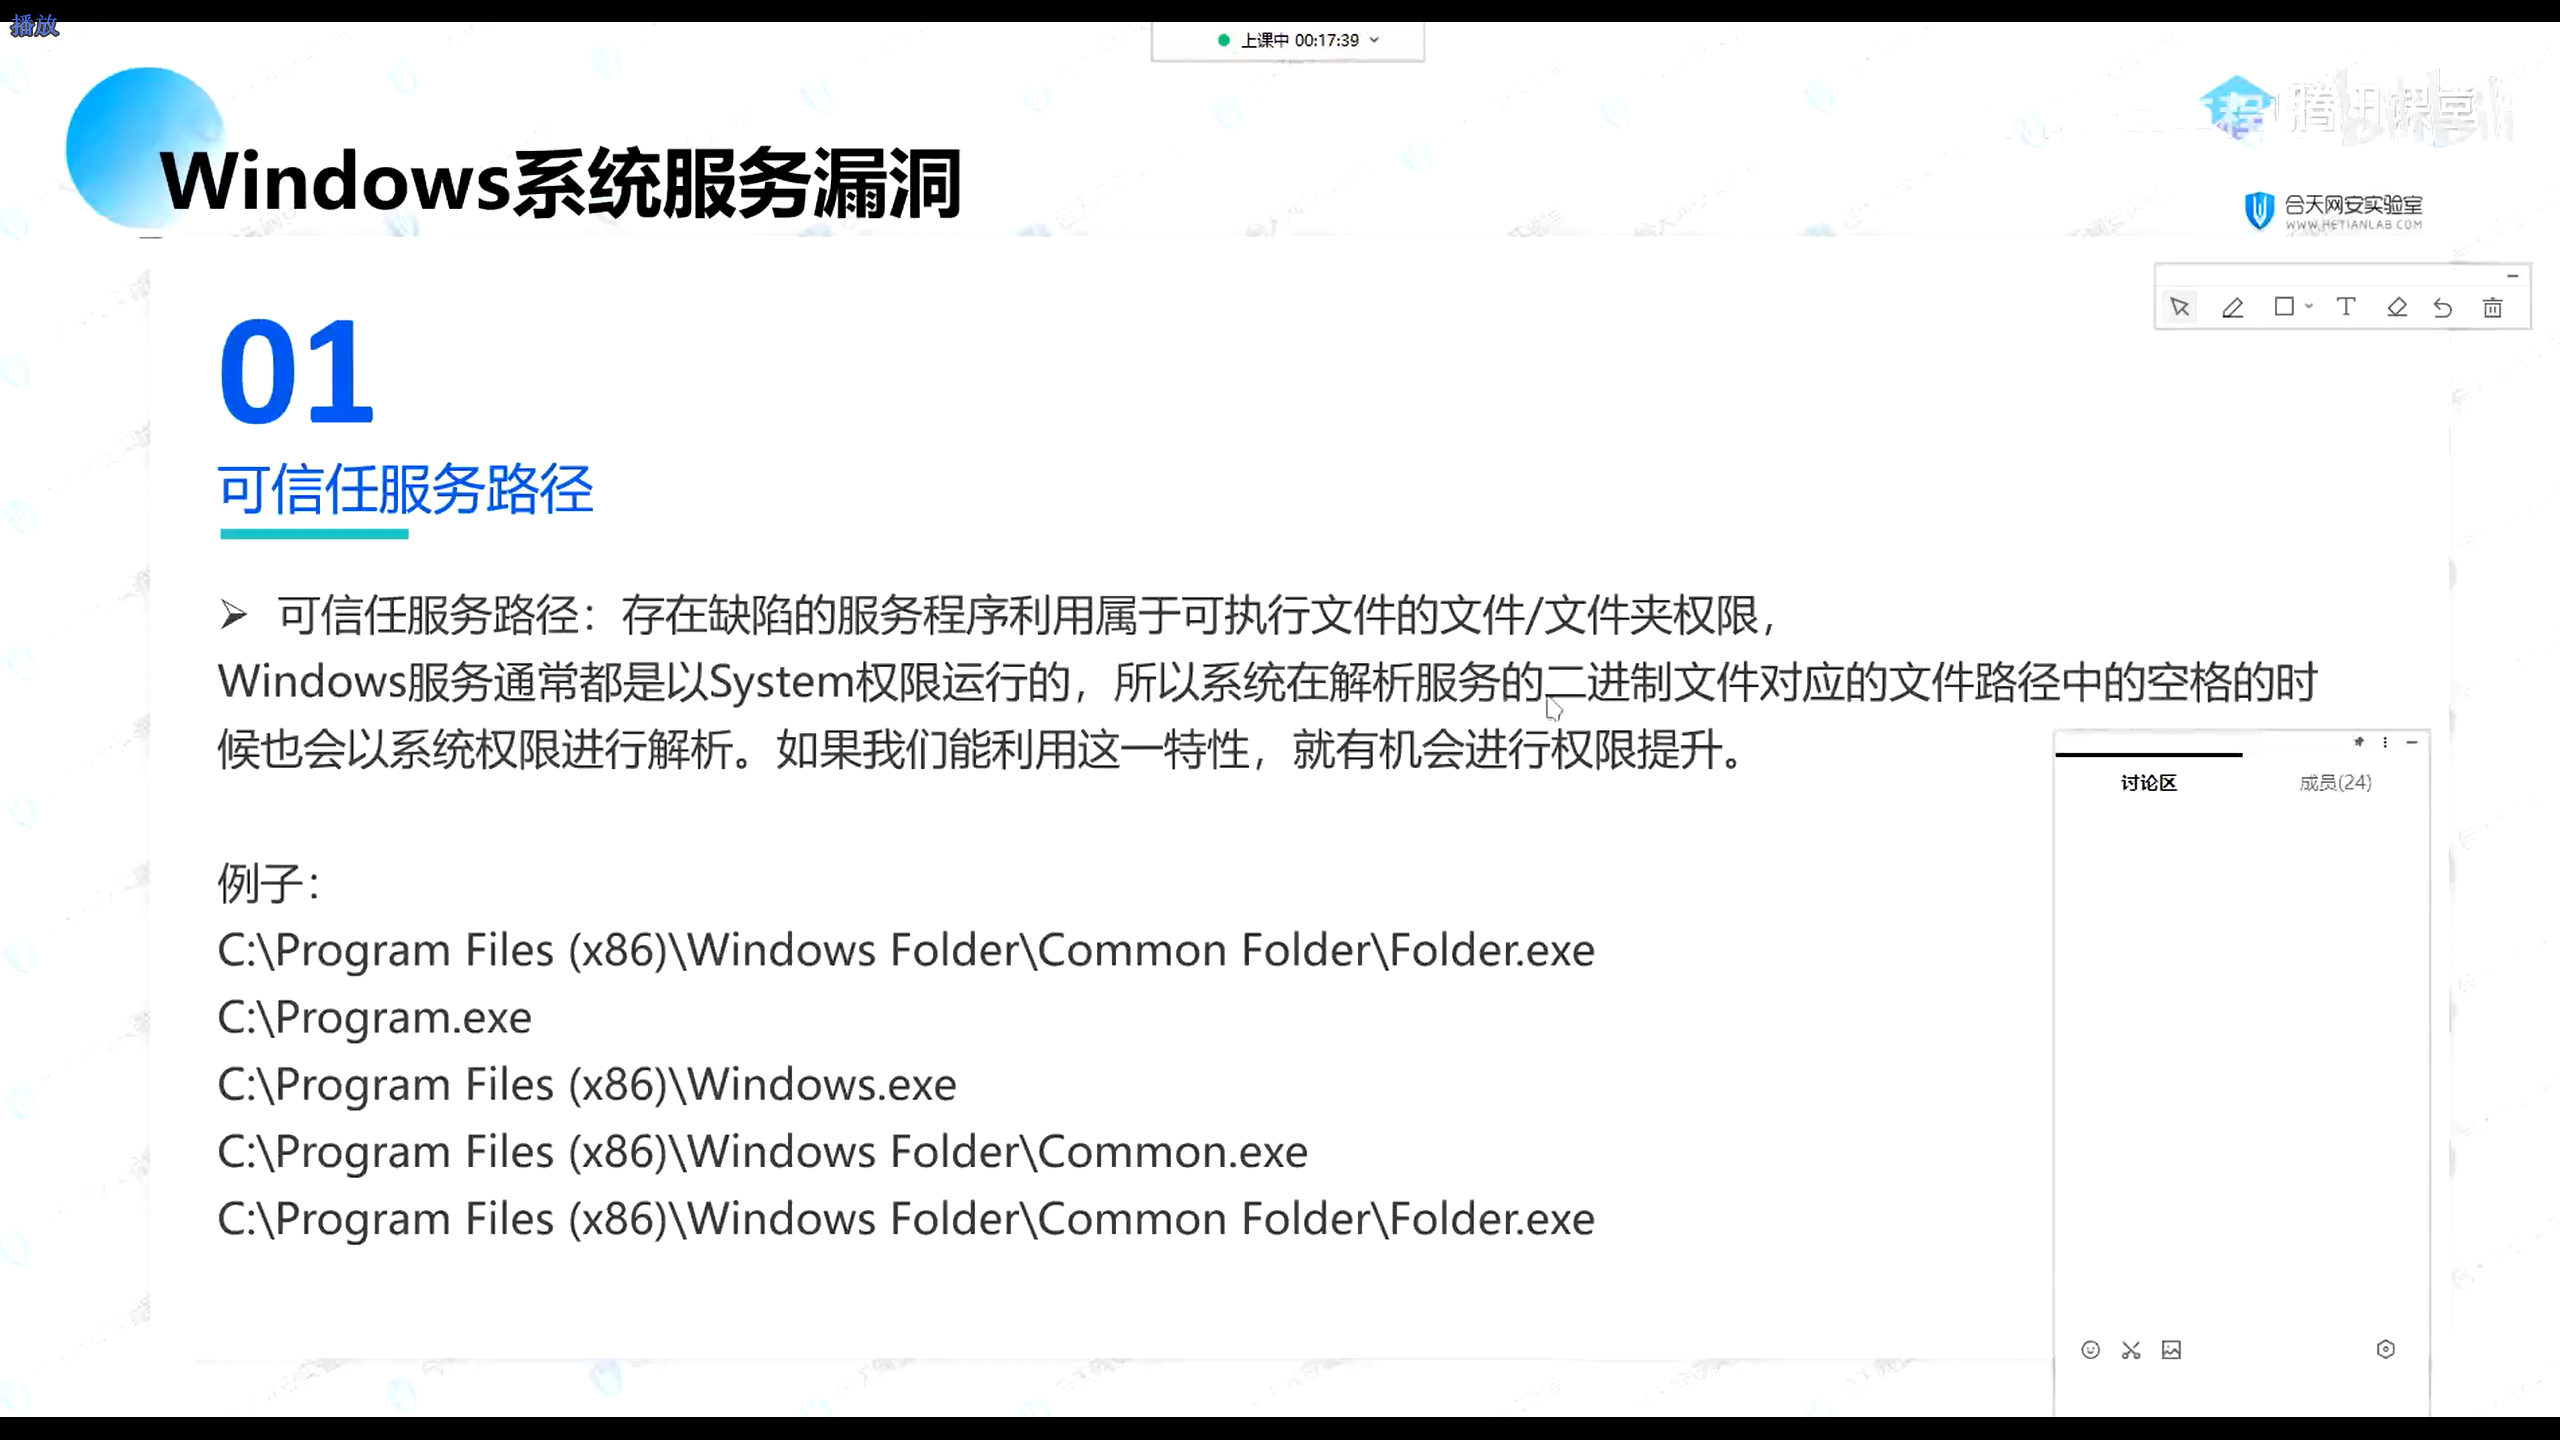 播放
上课中 00:17:39
腾讯课堂
Windows系统服务漏洞
合天网安实验室
WWW.HETIANLAB.COM
01
可信任服务路径
可信任服务路径：存在缺陷的服务程序利用属于可执行文件的文件/文件夹权限，
Windows服务通常都是以System权限运行的，所以系统在解析服务的二进制文件对应的文件路径中的空格的时
候也会以系统权限进行解析。如果我们能利用这一特性，就有机会进行权限提升。
讨论区 成员(24)
例子：
C:\Program Files (x86)\Windows Folder\Common Folder\Folder.exe
C:\Program.exe
C:\Program Files (x86)\Windows.exe
C:\Program Files (x86)\Windows Folder\Common.exe
C:\Program Files (x86)\Windows Folder\Common Folder\Folder.exe